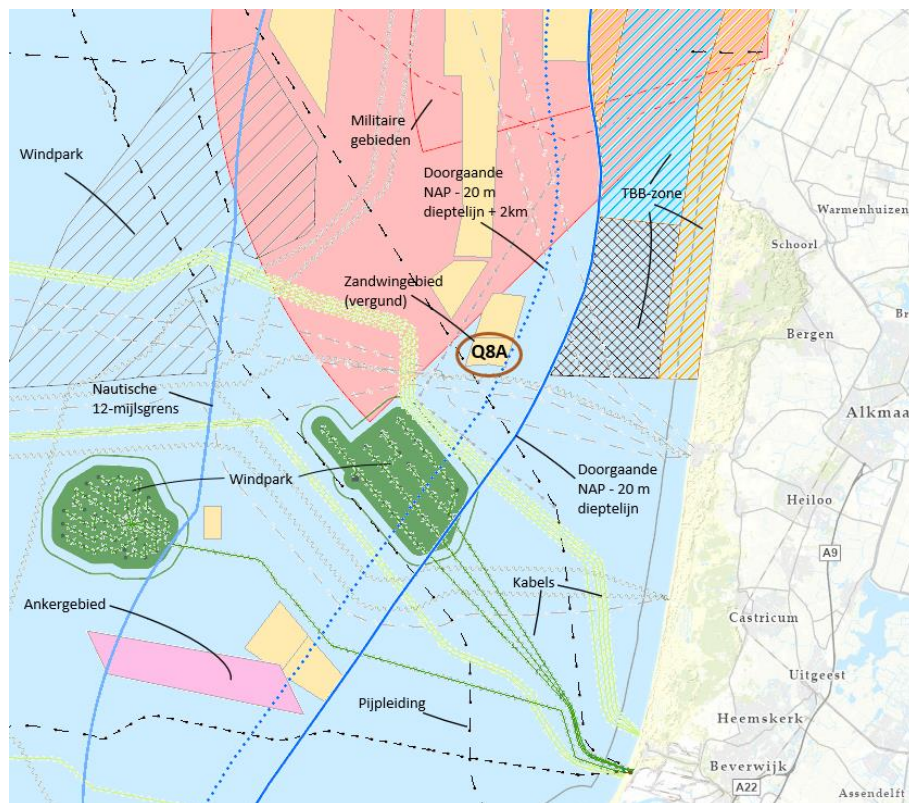 Windpark
Militaire
gebieden
Doorgaande
NAP - 20 m
dieptelijn + 2km
TBB-zone
Warmenhuizen
Schoorl
Zandwingebied
(vergund)
Bergen
Q8A
Nautische
12-mijlsgrens
Alkmaa
Windpark
Doorgaande
NAP - 20 m
dieptelijn
Heiloo
A9
Kabels
Ankergebied
Castricum
Uitgeest
Pijpleiding
Heemskerk
Beverwijk
A22
Assendelft